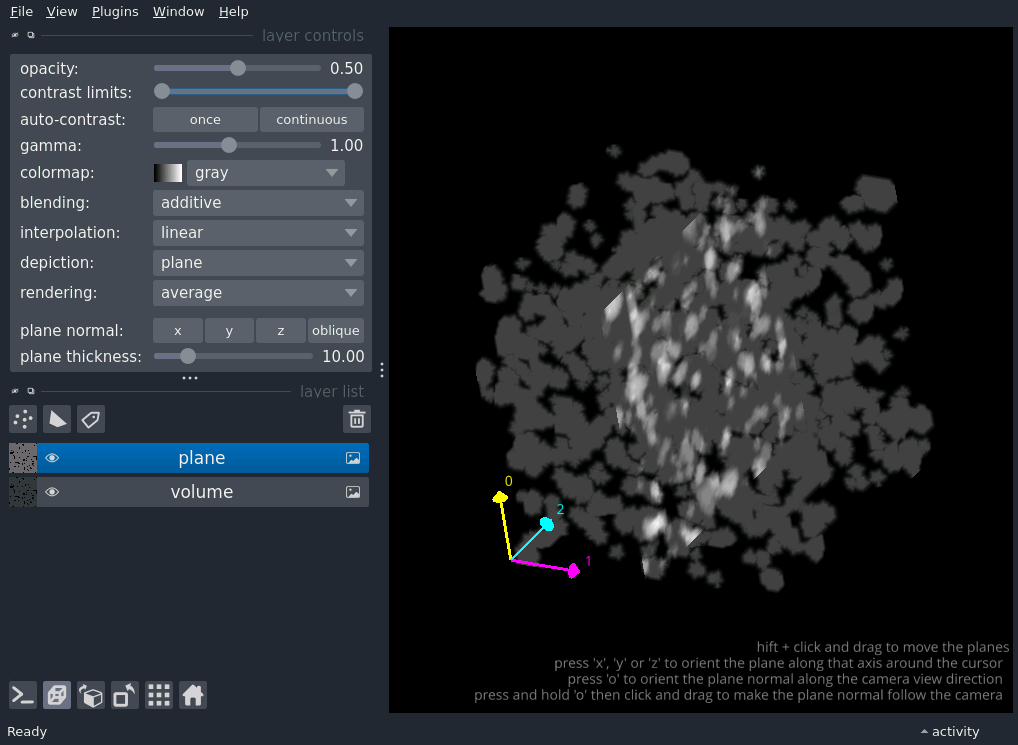 File View Plugins Window Help
layer controls
opacity: 0.50
contrast limits:
auto-contrast: once continuous
gamma: 1.00
colormap: gray
blending: additive
interpolation: linear
depiction: plane
rendering: average
plane normal: x y z oblique
plane thickness: 10.00
layer list
plane
volume
0
2
1
hift + click and drag to move the planes
press 'x', 'y' or 'z' to orient the plane along that axis around the cursor
press 'o' to orient the plane normal along the camera view direction
press and hold 'o' then click and drag to make the plane normal follow the camera
Ready
activity